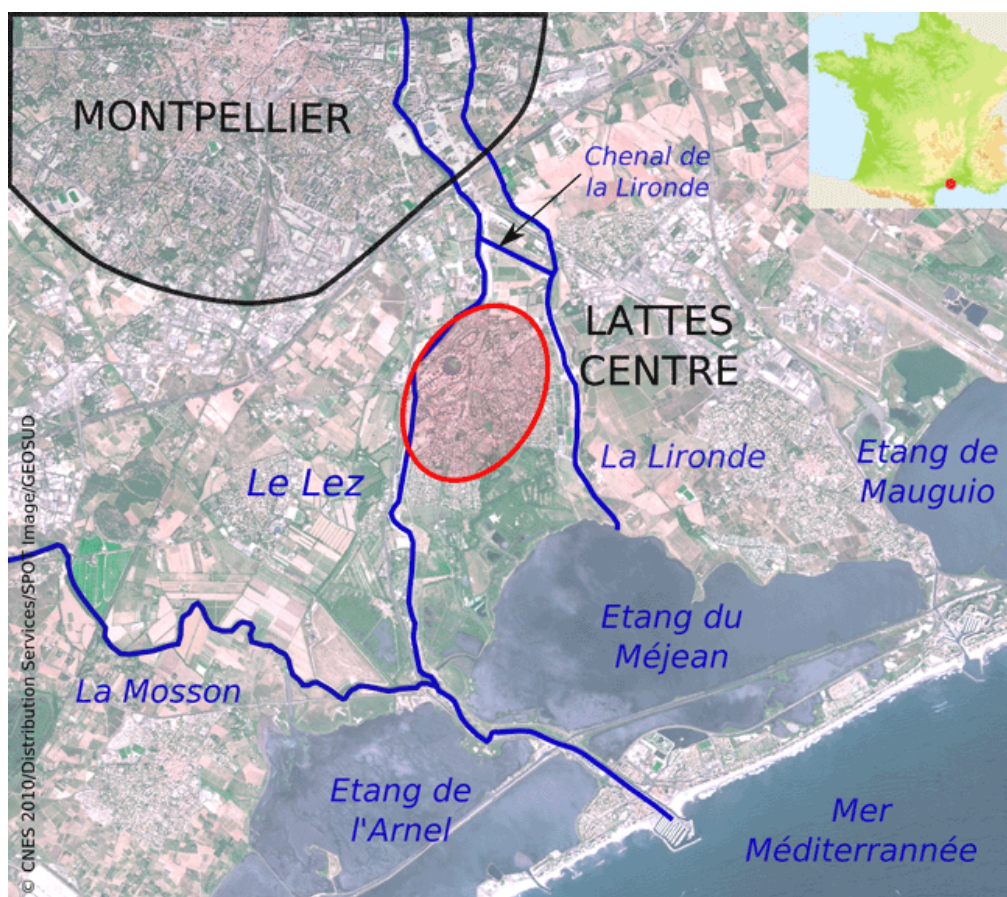 MONTPELLIER
Chenal de
la Lironde
LATTES
CENTRE
Le Lez
La Lironde
Etang de
Mauguio
Etang du
Méjean
La Mosson
Etang de
l'Arnel
Mer
Méditerrannée
© CNES 2010/Distribution Services/SPOT Image/GEOSUD